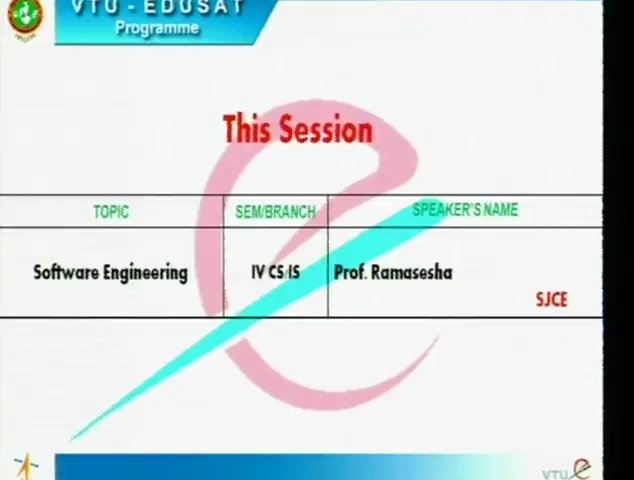 VTU - EDUSAT
Programme
This Session
TOPIC SEM/BRANCH SPEAKER'S NAME
Software Engineering IV CS/IS Prof. Ramasesha
SJCE
VTU e